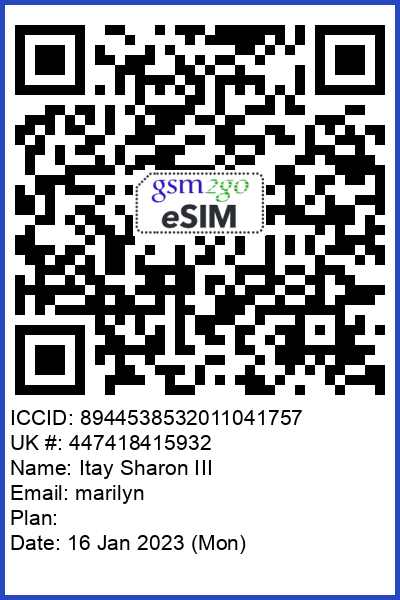 gsm2go
eSIM
ICCID: 8944538532011041757
UK #: 447418415932
Name: Itay Sharon III
Email: marilyn
Plan:
Date: 16 Jan 2023 (Mon)